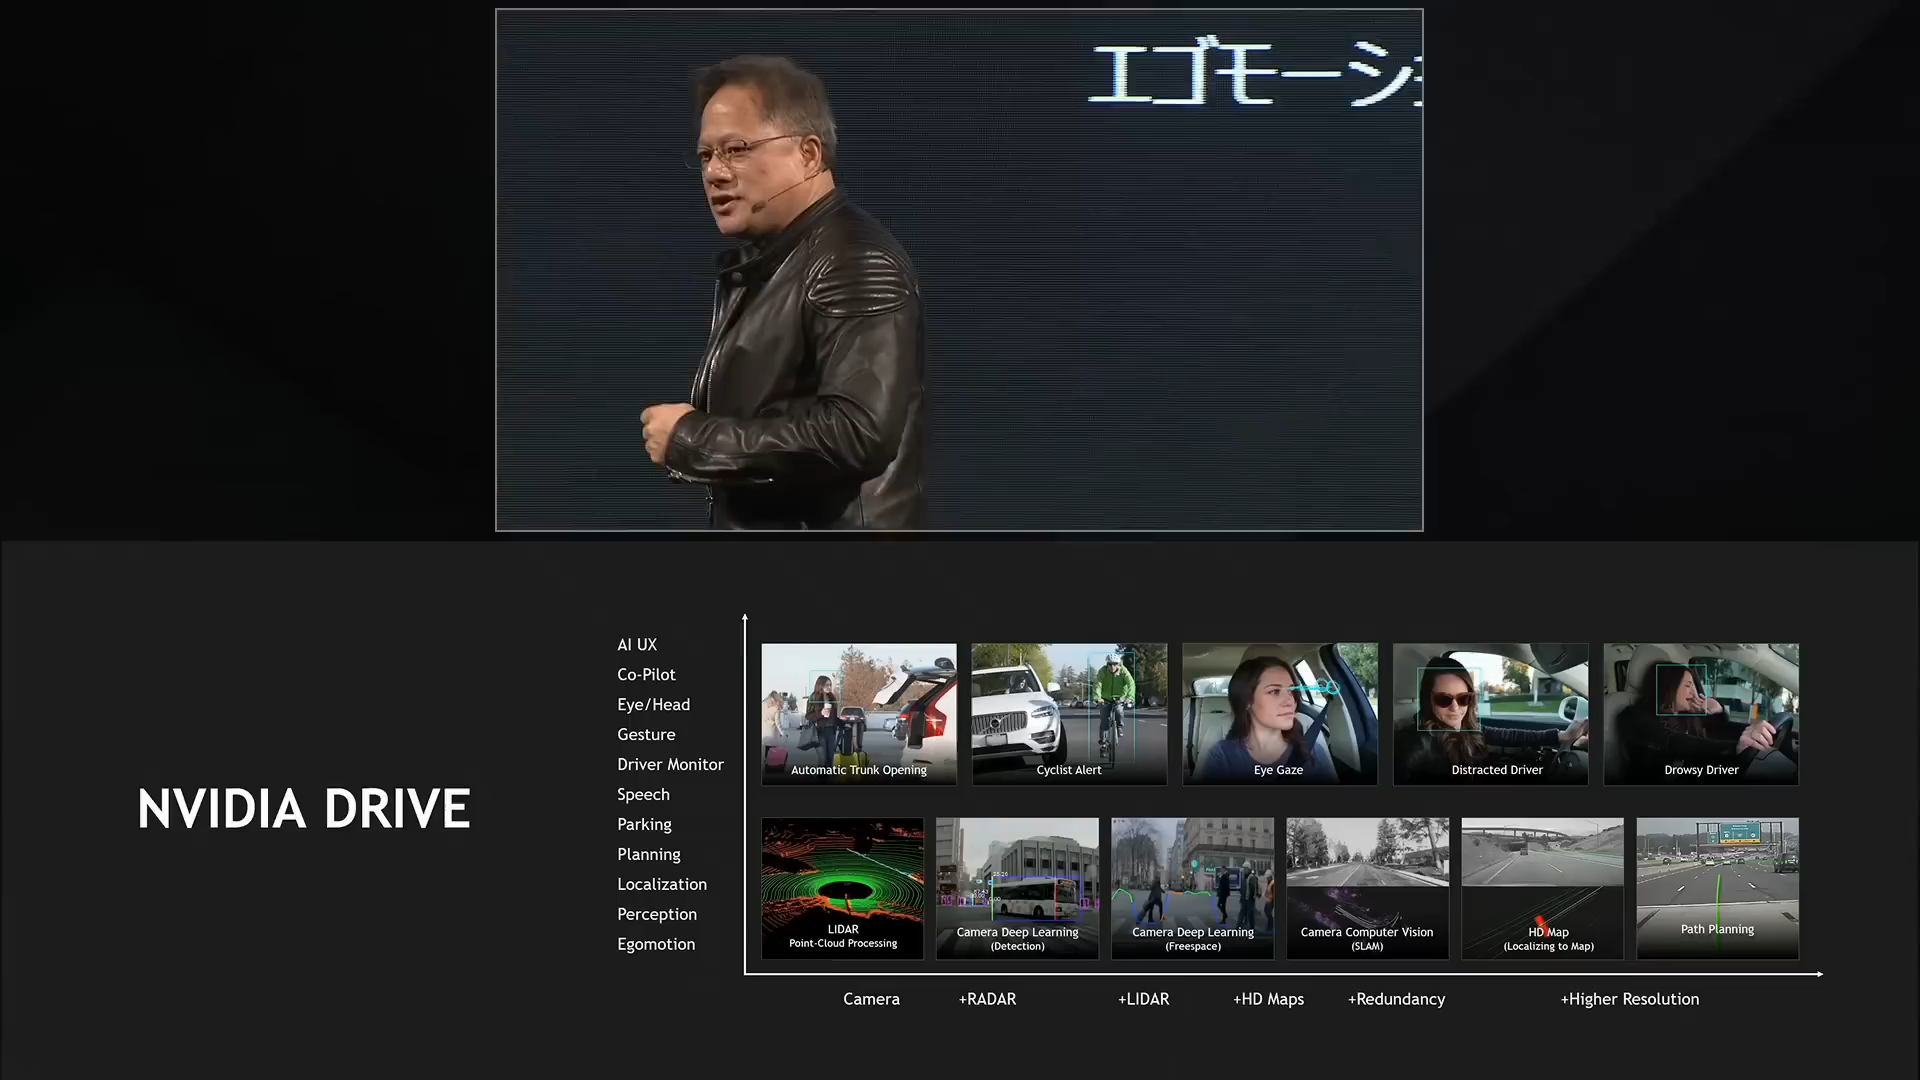 エゴモーショ
NVIDIA DRIVE
AI UX
Co-Pilot
Eye/Head
Gesture
Driver Monitor
Speech
Parking
Planning
Localization
Perception
Egomotion
Automatic Trunk Opening
Cyclist Alert
Eye Gaze
Distracted Driver
Drowsy Driver
LIDAR
Point-Cloud Processing
Camera Deep Learning
(Detection)
Camera Deep Learning
(Freespace)
Camera Computer Vision
(SLAM)
HD Map
(Localizing to Map)
Path Planning
Camera
+RADAR
+LIDAR
+HD Maps
+Redundancy
+Higher Resolution